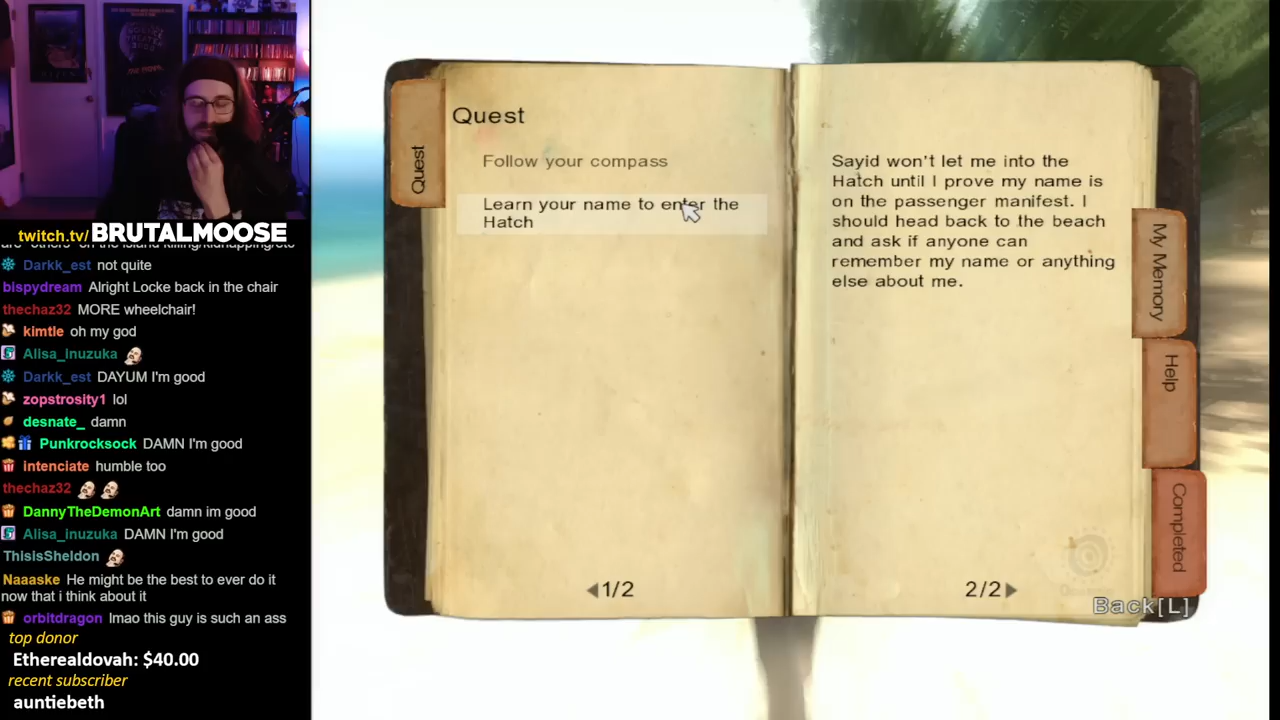 twitch.tv/BRUTALMOOSE
Darkk_est not quite
bispydream Alright Locke back in the chair
thechaz32 MORE wheelchair!
kimtle oh my god
Alisa_inuzuka
Darkk_est DAYUM I'm good
zopstrosity1 lol
desnate_ damn
Punkrocksock DAMN I'm good
intenciate humble too
thechaz32
DannyTheDemonArt damn im good
Alisa_inuzuka DAMN I'm good
ThisisSheldon
Naaaske He might be the best to ever do it
now that i think about it
orbitdragon lmao this guy is such an ass
top donor
Etherealdovah: $40.00
recent subscriber
auntiebeth
Quest
Quest
Follow your compass
Learn your name to enter the
Hatch
1/2
Sayid won't let me into the
Hatch until I prove my name is
on the passenger manifest. I
should head back to the beach
and ask if anyone can
remember my name or anything
else about me.
2/2
My Memory
Help
Completed
Back[L]